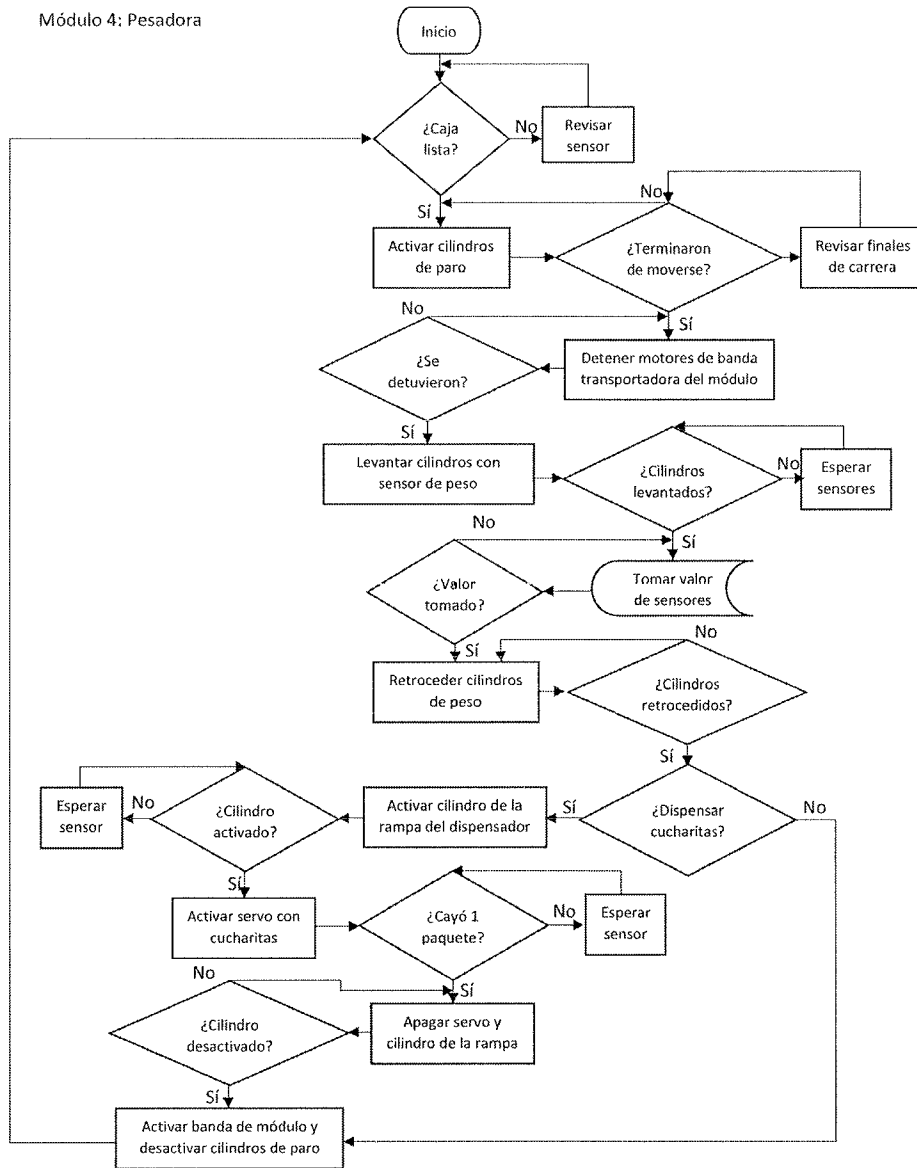 Módulo 4: Pesadora
Inicio
¿Caja
lista?
No
Revisar
sensor
Sí
No
Activar cilindros
de paro
¿Terminaron
de moverse?
Revisar finales
de carrera
No
Sí
¿Se
detuvieron?
Detener motores de banda
transportadora del módulo
Sí
Levantar cilindros con
sensor de peso
¿Cilindros
levantados?
No
Esperar
sensores
No
Sí
¿Valor
tomado?
Tomar valor
de sensores
Sí
No
Retroceder cilindros
de peso
¿Cilindros
retrocedidos?
Sí
Esperar
sensor
No
¿Cilindro
activado?
Activar cilindro de la
rampa del dispensador
Sí
¿Dispensar
cucharitas?
No
Sí
Activar servo con
cucharitas
¿Cayó 1
paquete?
No
Esperar
sensor
No
Sí
¿Cilindro
desactivado?
Apagar servo y
cilindro de la rampa
Sí
Activar banda de módulo y
desactivar cilindros de paro